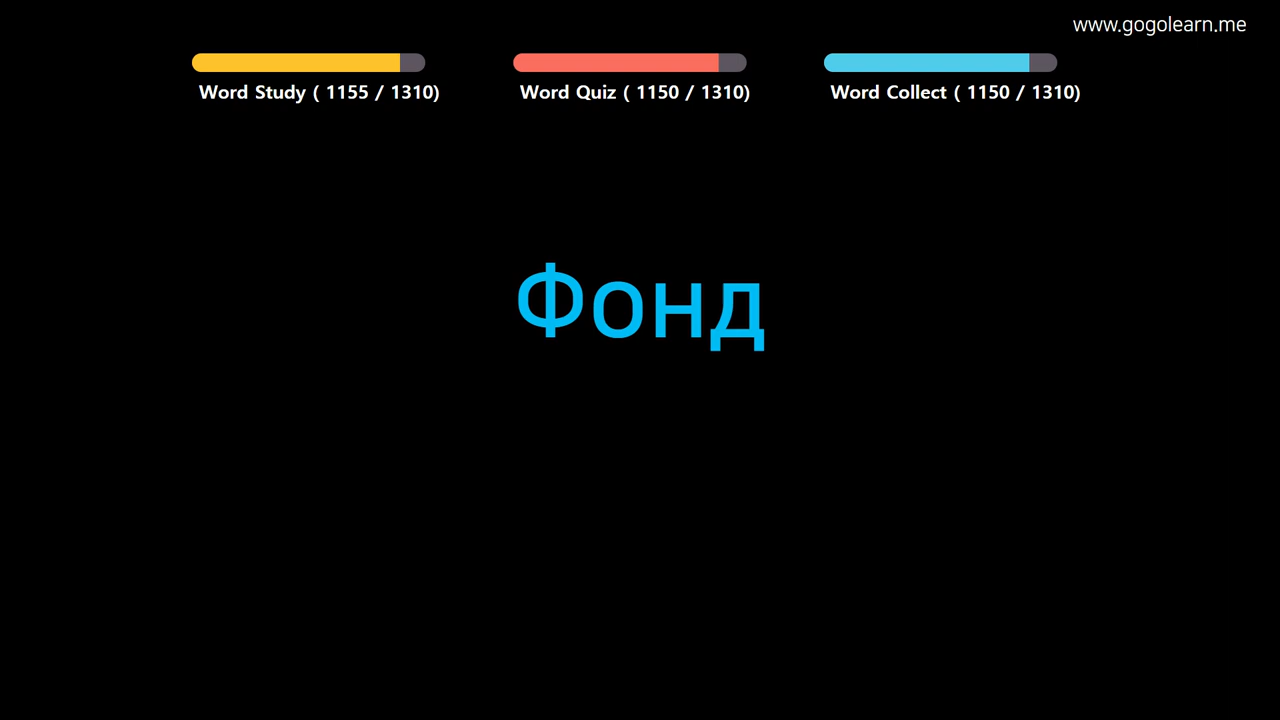 www.gogolearn.me
Word Study ( 1155 / 1310)
Word Quiz ( 1150 / 1310)
Word Collect ( 1150 / 1310)
Фонд